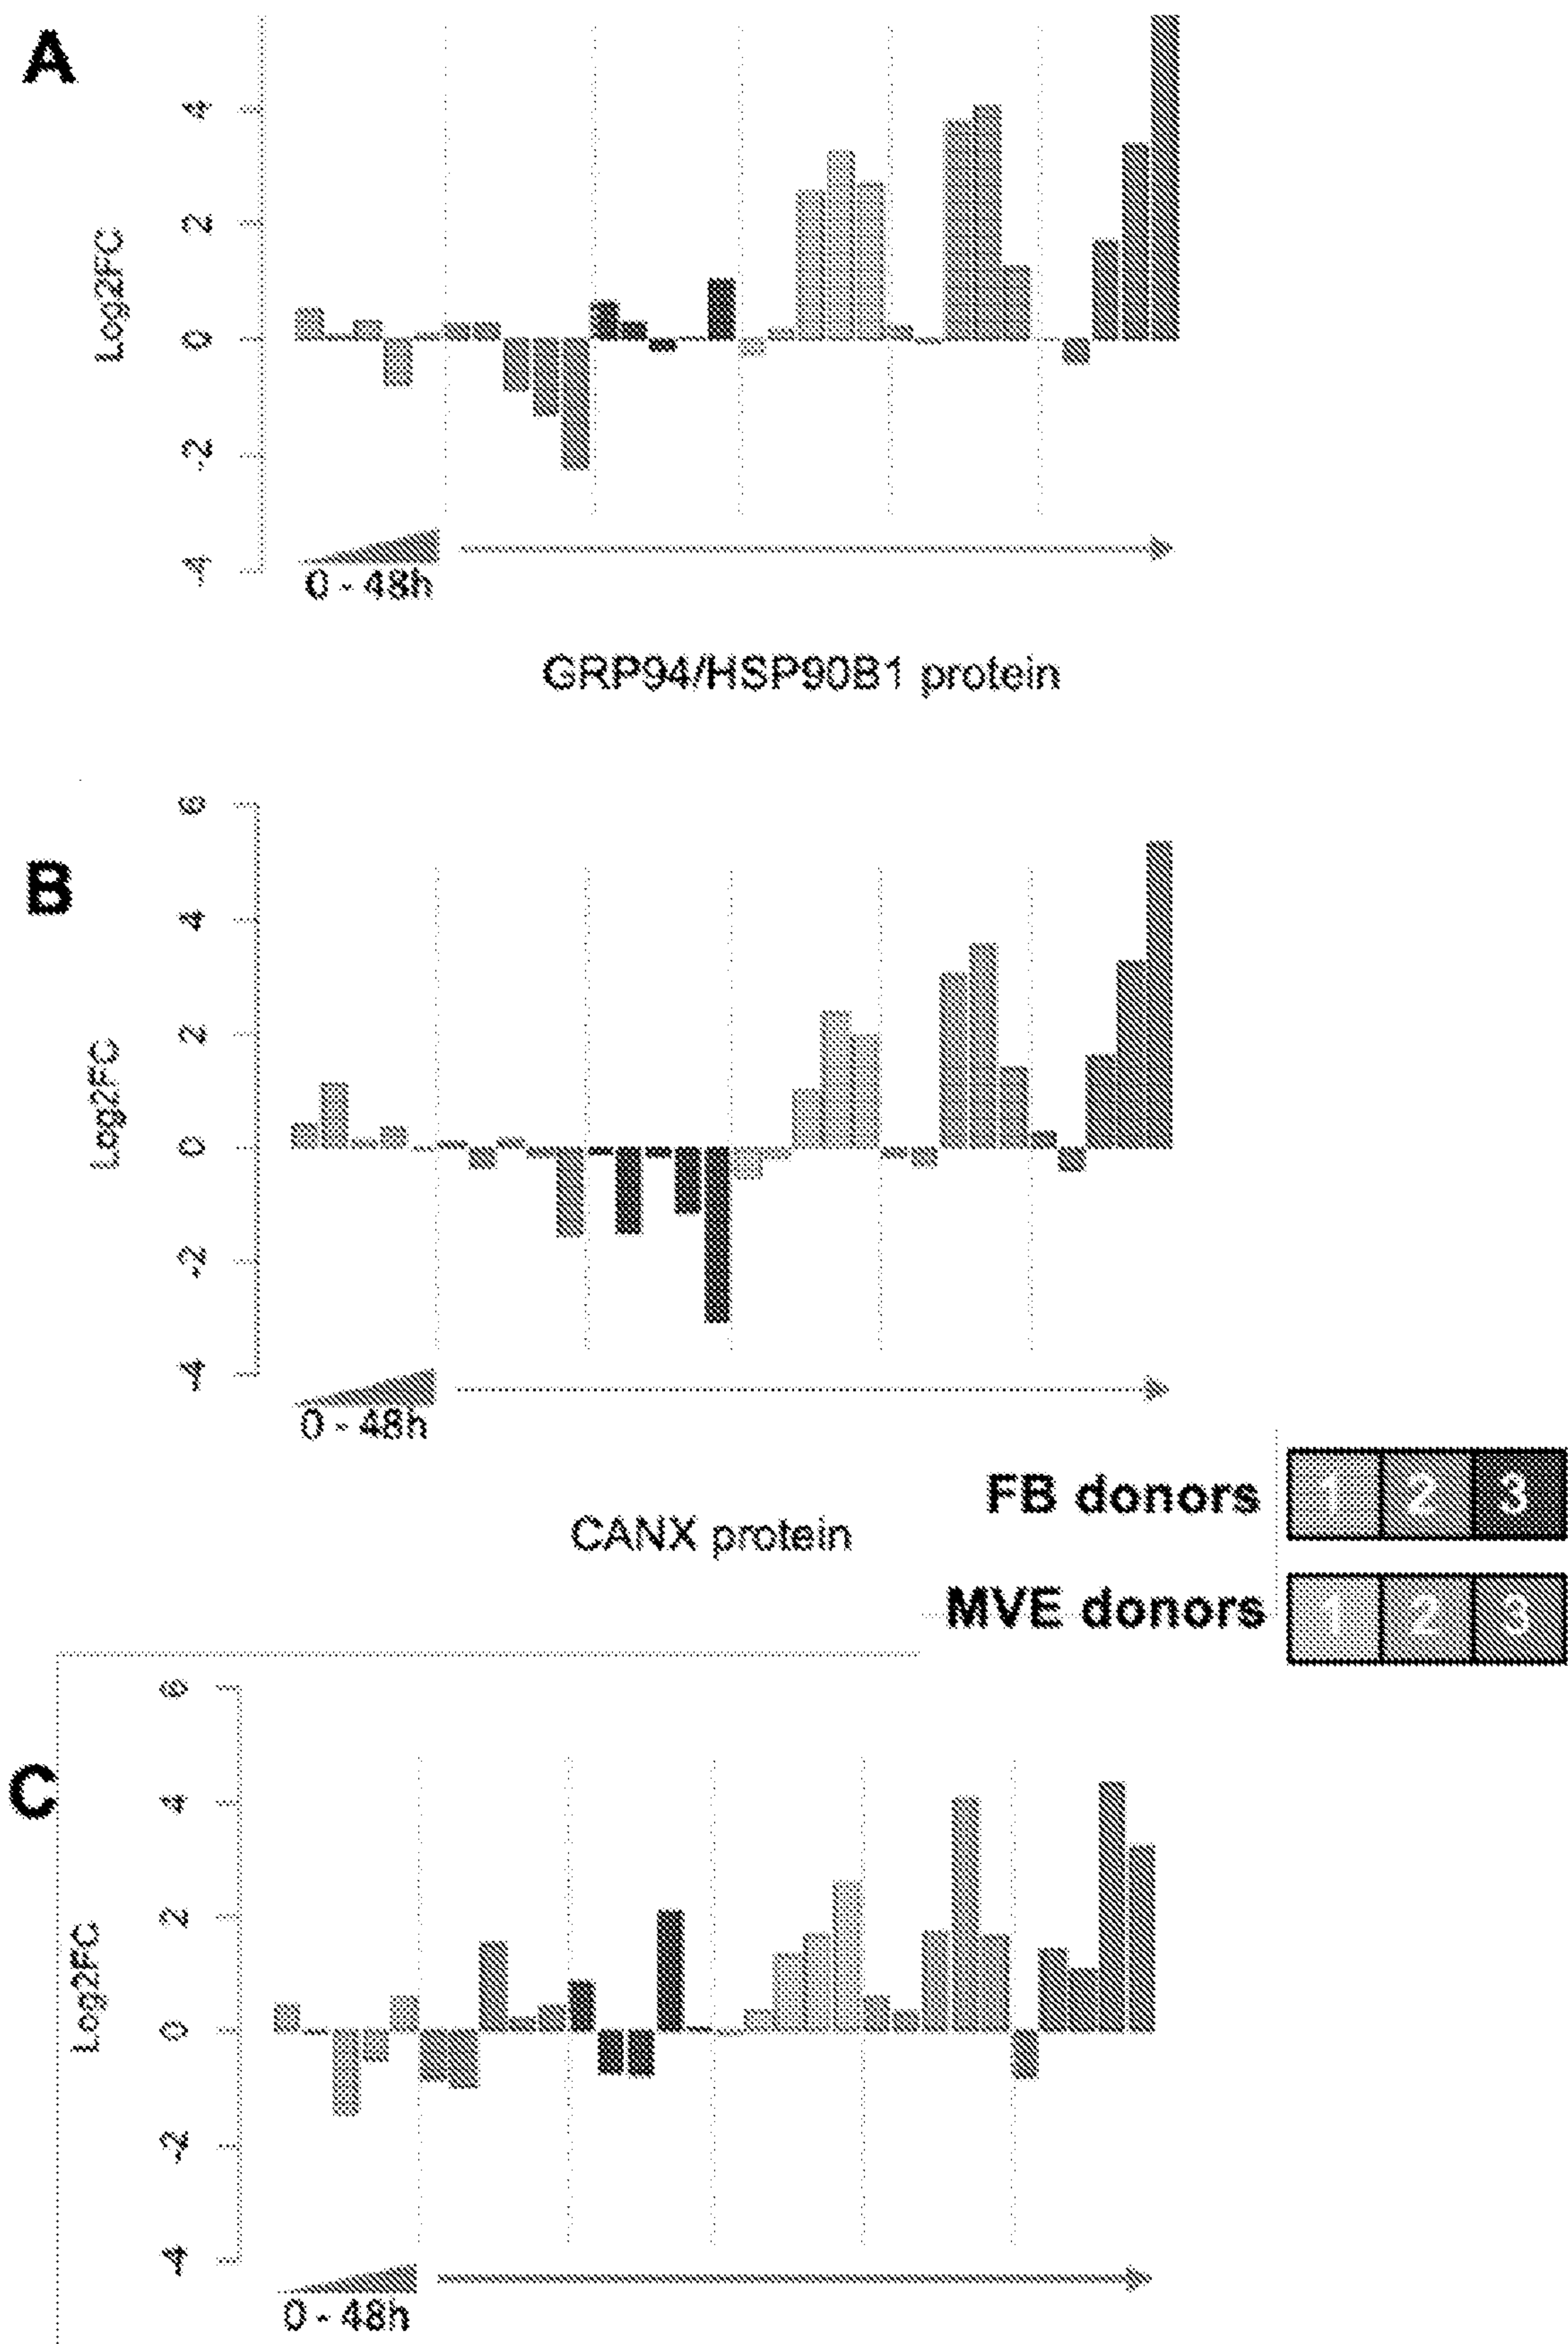 A
4
2
0
-2
-4
Log2FC
0 - 48h
GRP94/HSP90B1 protein
B
6
4
2
0
-2
-4
Log2FC
0 - 48h
CANX protein
FB donors 1 2 3
MVE donors 1 2 3
C
6
4
2
0
-2
-4
Log2FC
0 - 48h